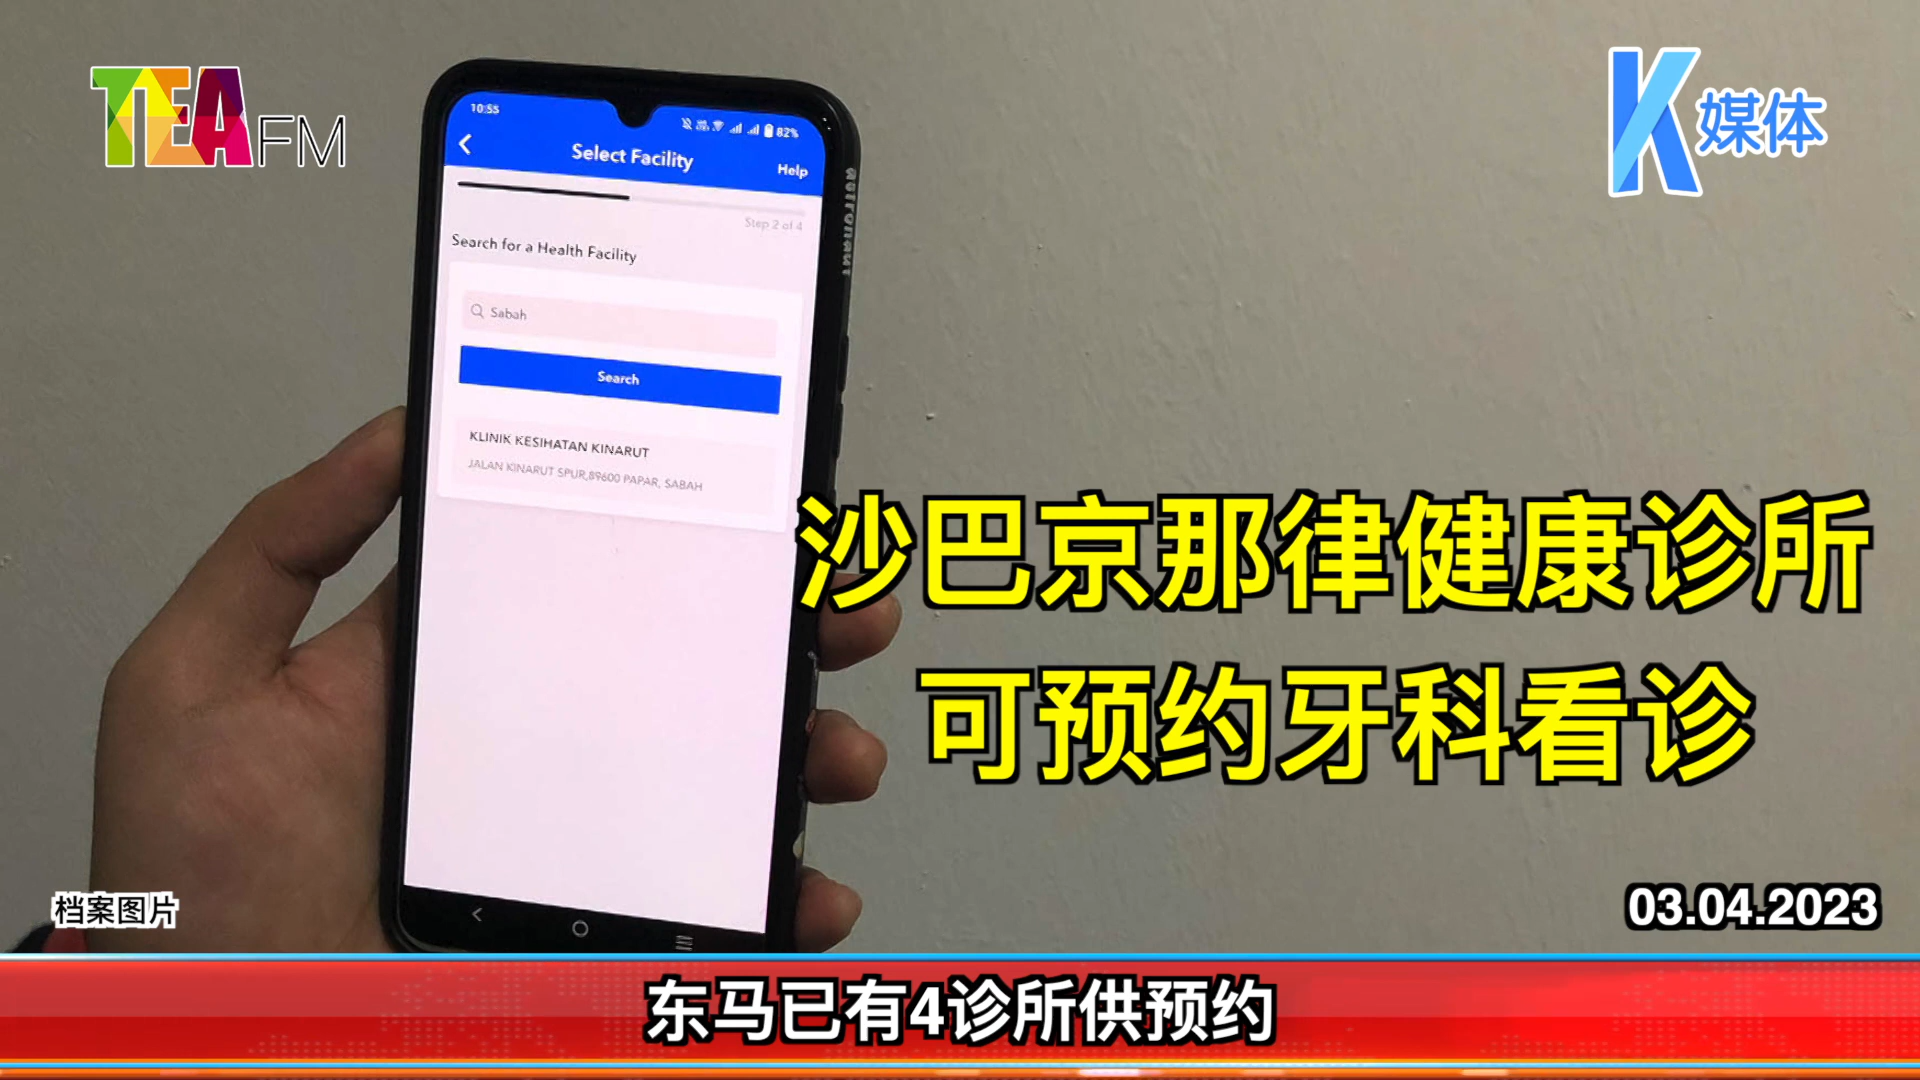 TEA FM
K媒体
10:55
82%
Select Facility
Help
Step 2 of 4
Search for a Health Facility
Sabah
Search
KLINIK KESIHATAN KINARUT
JALAN KINARUT SPUR,89600 PAPAR, SABAH
沙巴京那律健康诊所
可预约牙科看诊
档案图片
03.04.2023
东马已有4诊所供预约